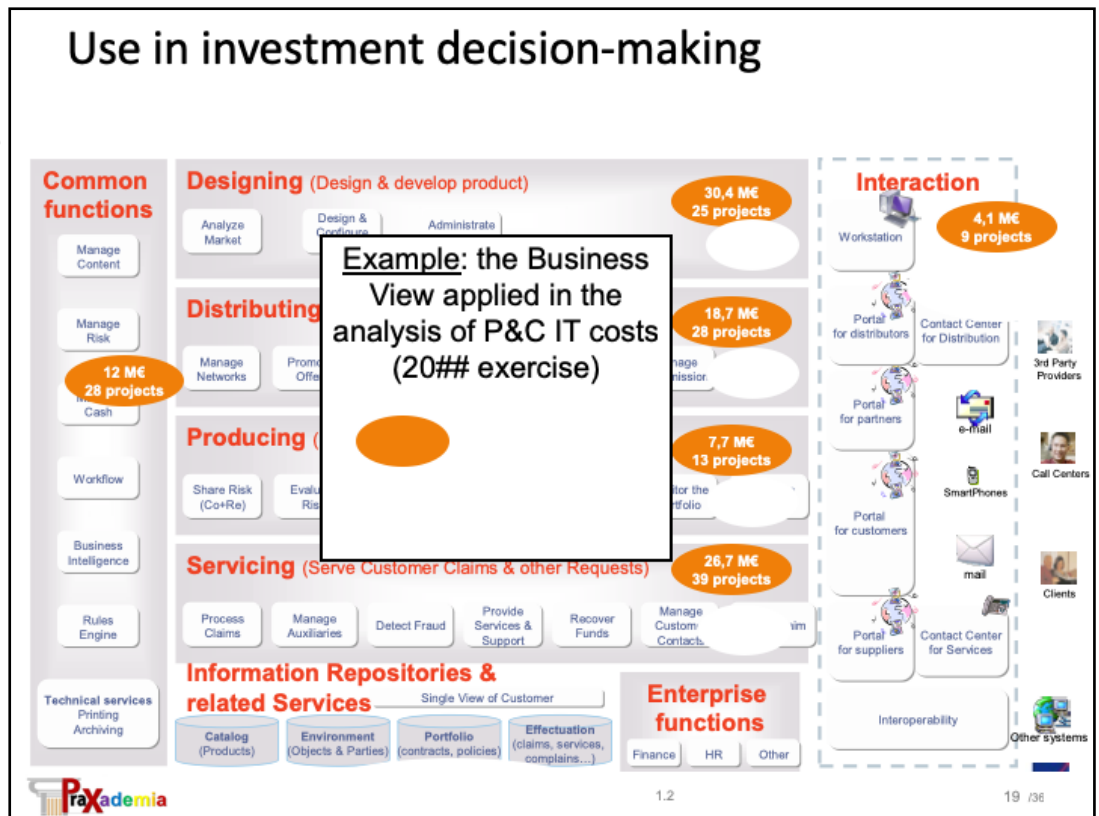 Use in investment decision-making
Common
functions
Manage
Content
Manage
Risk
12 M€
28 projects
Cash
Workflow
Business
Intelligence
Rules
Engine
Technical services
Printing
Archiving
Designing (Design & develop product)
30,4 M€
25 projects
Analyze
Market
Design &
Configure
Administrate
Example: the Business
View applied in the
analysis of P&C IT costs
(20## exercise)
Distributing
18,7 M€
28 projects
Manage
Networks
Producing (
7,7 M€
13 projects
Share Risk
(Co+Re)
the
Servicing (Serve Customer Claims & other Requests)
26,7 M€
39 projects
Process
Claims
Manage
Auxiliaries
Detect Fraud
Provide
Services &
Support
Recover
Funds
Manage
Custom
Contacts
Information Repositories &
related Services
Single View of Customer
Catalog
(Products)
Environment
(Objects & Parties)
Portfolio
(contracts, policies)
Effectuation
(claims, services,
complains...)
Enterprise
functions
Finance
HR
Other
Interaction
4,1 M€
9 projects
Workstation
Portal
for distributors
Contact Center
for Distribution
Portal
for partners
e-mail
SmartPhones
Portal
for customers
mail
Portal
for suppliers
Contact Center
for Services
Interoperability
3rd Party
Providers
Call Centers
Clients
Other systems
PraXademia
1.2
19 /36